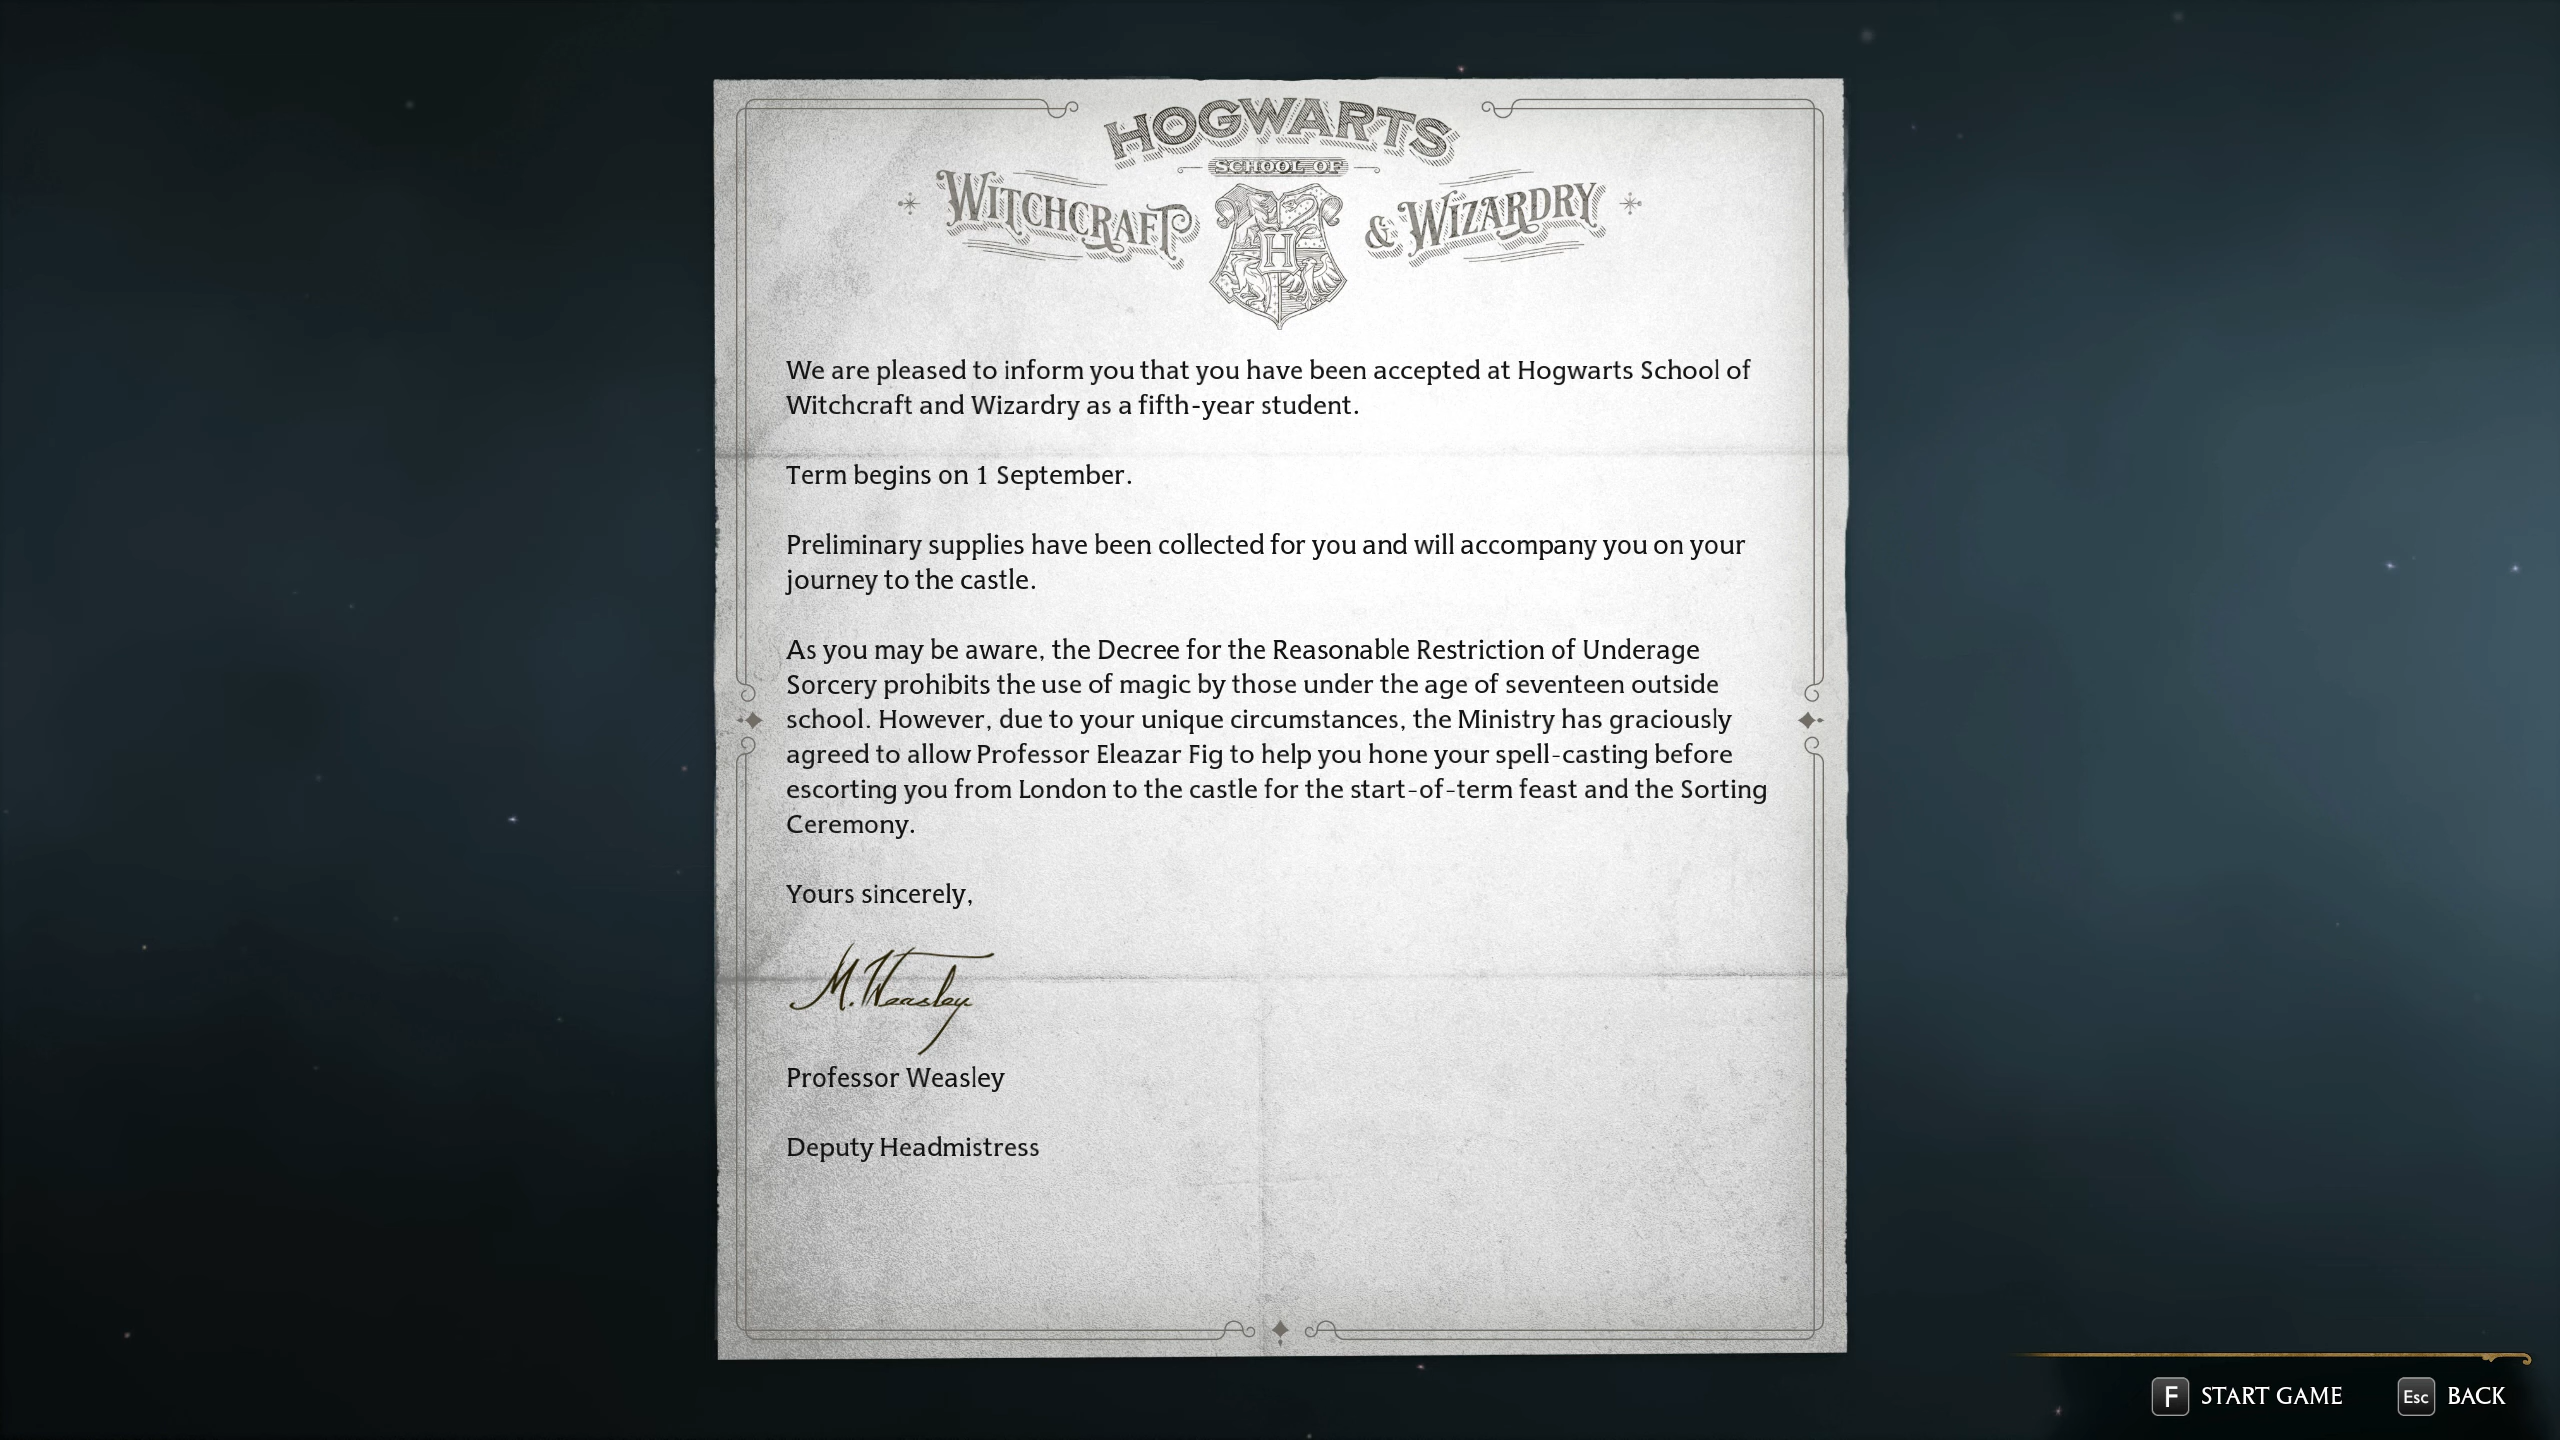 HOGWARTS
SCHOOL OF
WITCHCRAFT & WIZARDRY
H
We are pleased to inform you that you have been accepted at Hogwarts School of
Witchcraft and Wizardry as a fifth-year student.
Term begins on 1 September.
Preliminary supplies have been collected for you and will accompany you on your
journey to the castle.
As you may be aware, the Decree for the Reasonable Restriction of Underage
Sorcery prohibits the use of magic by those under the age of seventeen outside
school. However, due to your unique circumstances, the Ministry has graciously
agreed to allow Professor Eleazar Fig to help you hone your spell-casting before
escorting you from London to the castle for the start-of-term feast and the Sorting
Ceremony.
Yours sincerely,
M. Weasley
Professor Weasley
Deputy Headmistress
F START GAME Esc BACK